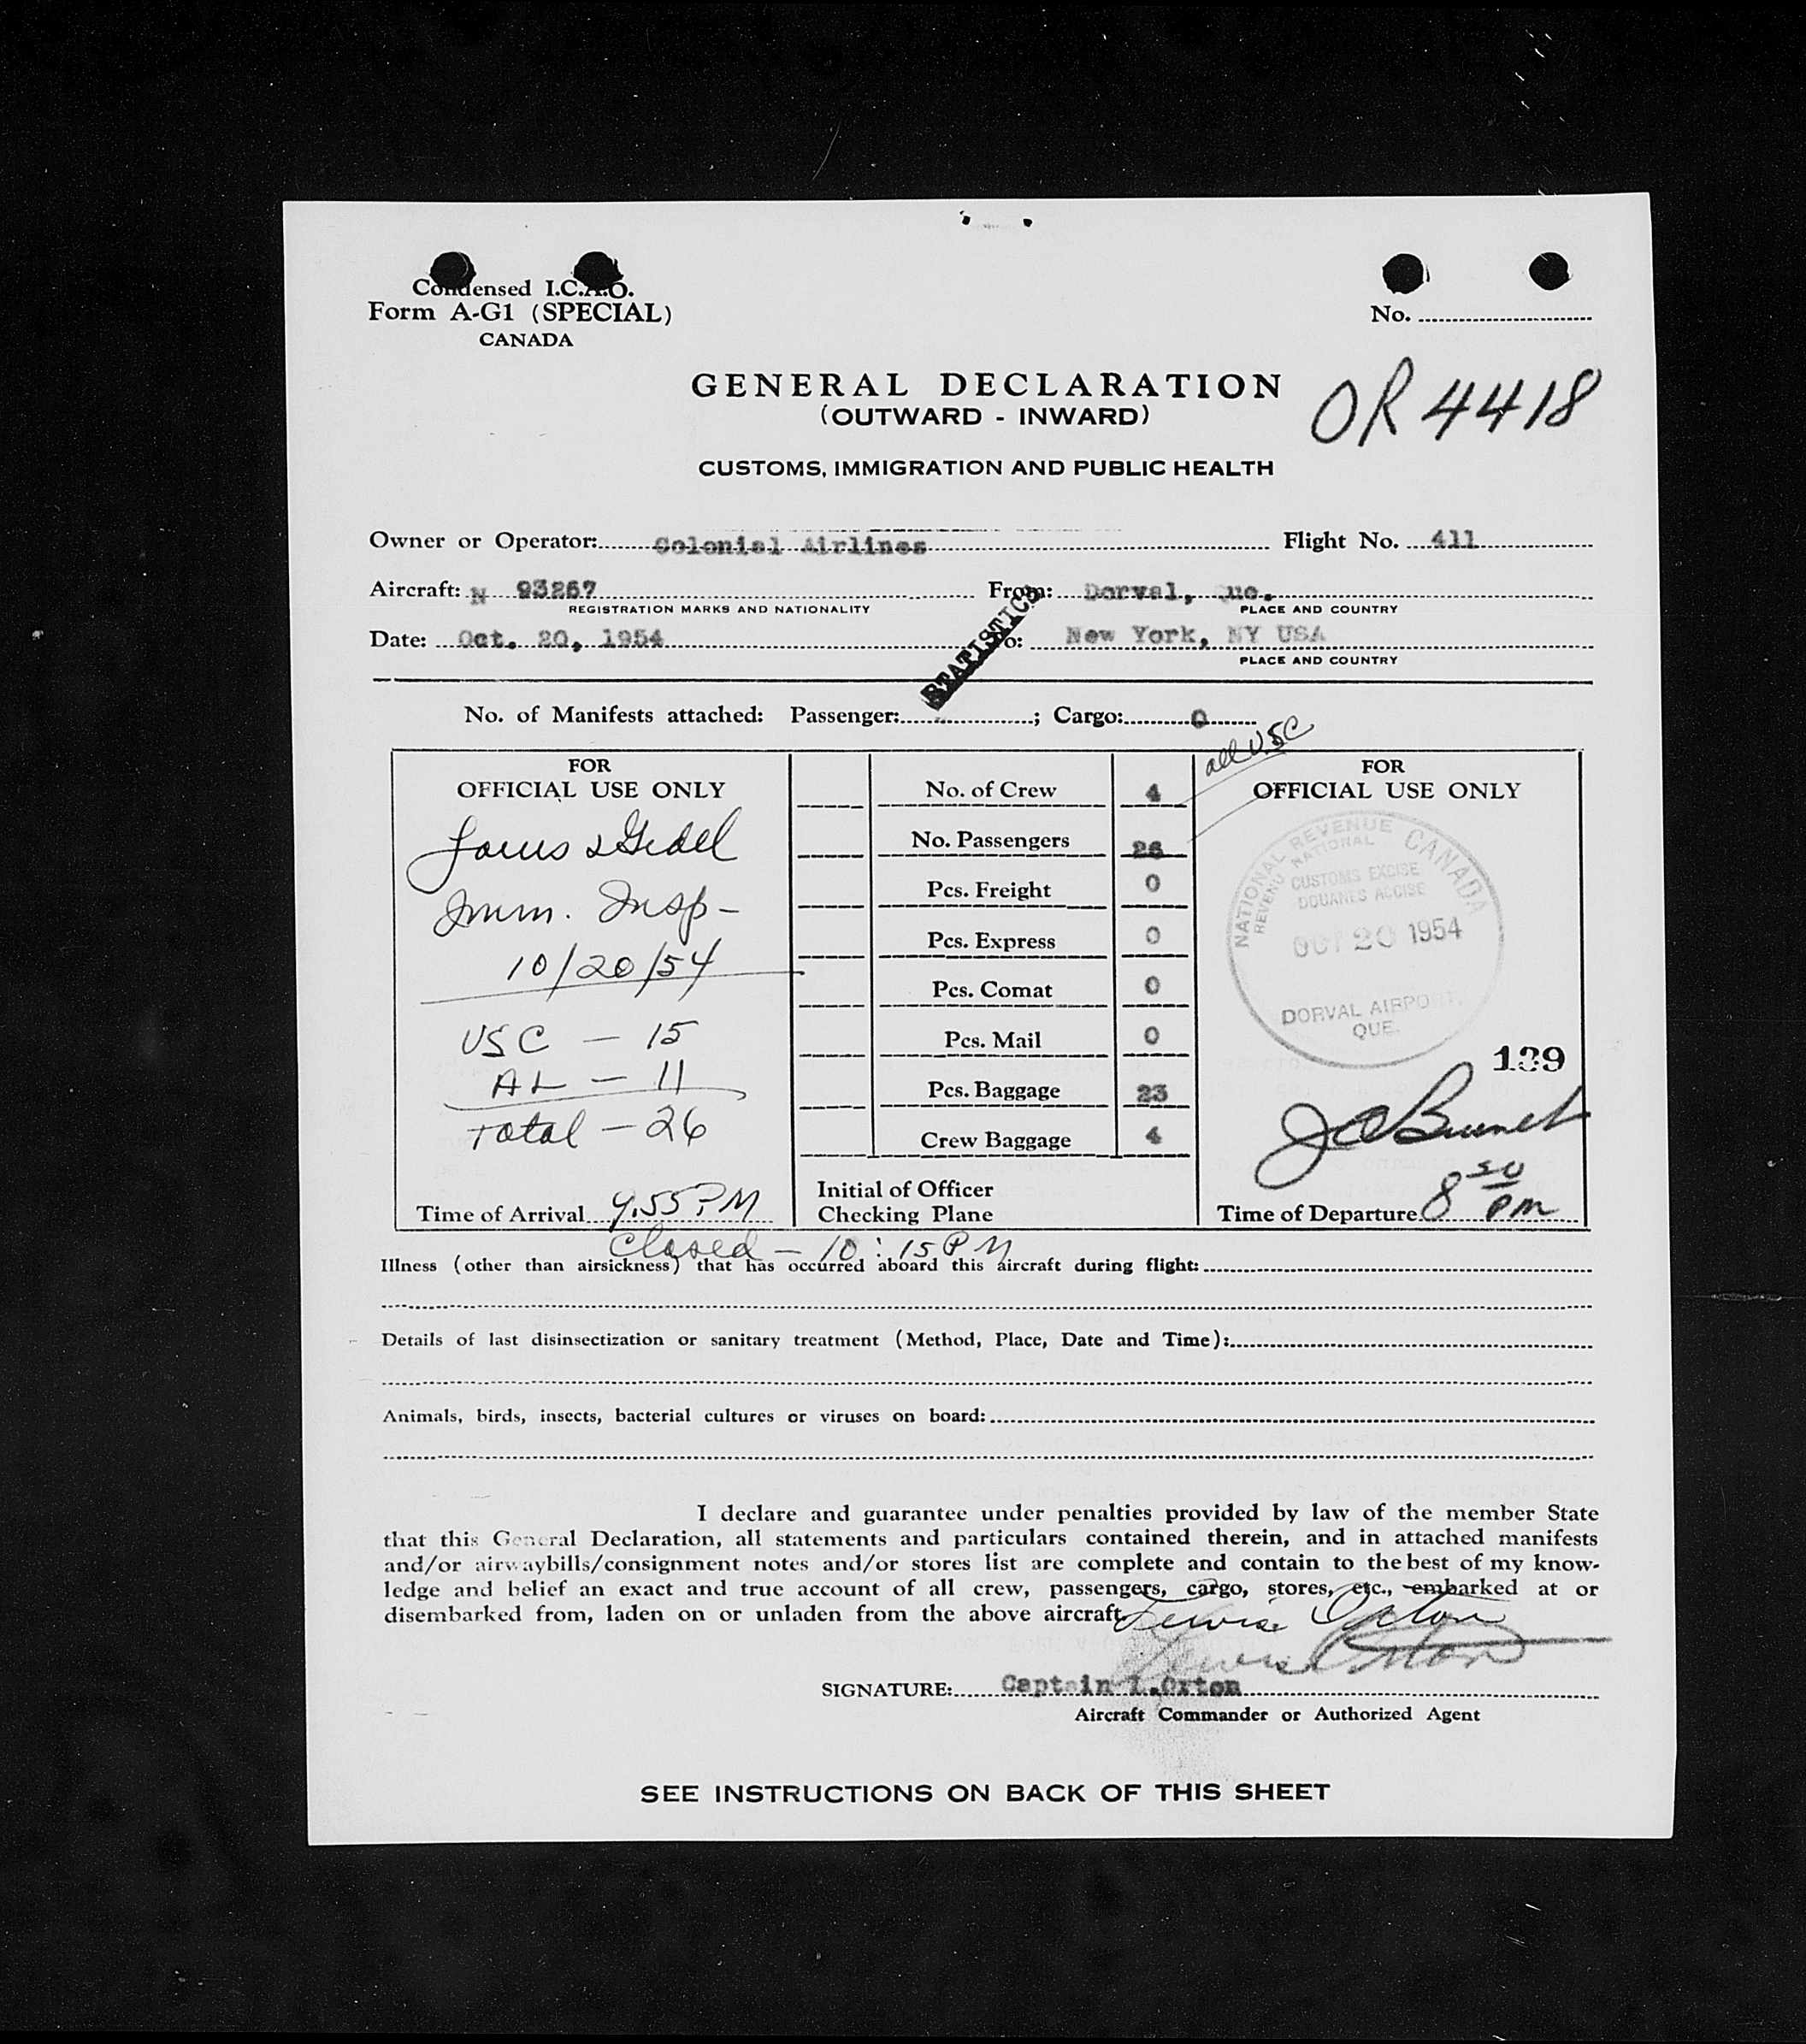 Condensed I.C.A.O.
Form A-G1 (SPECIAL)
CANADA
No.
OR 4418
GENERAL DECLARATION
(OUTWARD - INWARD)
CUSTOMS, IMMIGRATION AND PUBLIC HEALTH
Owner or Operator: Colonial Airlines Flight No. 411
Aircraft: N 93267 From: Dorval, Que.
REGISTRATION MARKS AND NATIONALITY PLACE AND COUNTRY
Date: Oct. 20, 1954 To: New York, NY USA
PLACE AND COUNTRY
STATISTICS
No. of Manifests attached: Passenger: ; Cargo: 0
all USC
FOR
OFFICIAL USE ONLY
Imm. Insp-
10/20/54
USC - 15
AL - 11
Total - 26
Time of Arrival 9.55 PM
Closed - 10:15 PM
No. of Crew 4
No. Passengers 26
Pcs. Freight 0
Pcs. Express 0
Pcs. Comat 0
Pcs. Mail 0
Pcs. Baggage 23
Crew Baggage 4
Initial of Officer
Checking Plane
FOR
OFFICIAL USE ONLY
NATIONAL REVENUE CANADA
REVENU NATIONAL
CUSTOMS EXCISE
DOUANES ACCISE
OCT 20 1954
DORVAL AIRPORT,
QUE.
139
Time of Departure 8 50 PM
Illness (other than airsickness) that has occurred aboard this aircraft during flight:
Details of last disinsectization or sanitary treatment (Method, Place, Date and Time):
Animals, birds, insects, bacterial cultures or viruses on board:
I declare and guarantee under penalties provided by law of the member State
that this General Declaration, all statements and particulars contained therein, and in attached manifests
and/or airwaybills/consignment notes and/or stores list are complete and contain to the best of my know-
ledge and belief an exact and true account of all crew, passengers, cargo, stores, etc., embarked at or
disembarked from, laden on or unladen from the above aircraft.
Lewis Orton
Lewis Orton
SIGNATURE: Captain L.Orton
Aircraft Commander or Authorized Agent
SEE INSTRUCTIONS ON BACK OF THIS SHEET